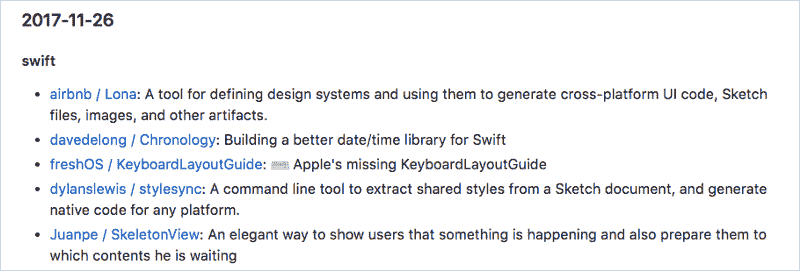 2017-11-26
swift
• airbnb / Lona: A tool for defining design systems and using them to generate cross-platform UI code, Sketch
files, images, and other artifacts.
• davedelong / Chronology: Building a better date/time library for Swift
• freshOS / KeyboardLayoutGuide: ⌨️ Apple's missing KeyboardLayoutGuide
• dylanslewis / stylesync: A command line tool to extract shared styles from a Sketch document, and generate
native code for any platform.
• Juanpe / SkeletonView: An elegant way to show users that something is happening and also prepare them to
which contents he is waiting